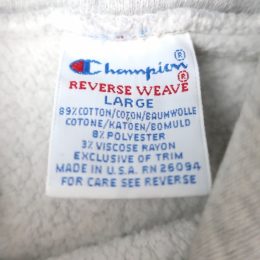 Champion®
REVERSE WEAVE®
LARGE
89% COTTON/COTON/BAUMWOLLE
COTONE/KATOEN/BOMULD
8% POLYESTER
3% VISCOSE RAYON
EXCLUSIVE OF TRIM
MADE IN U.S.A. RN 26094
FOR CARE SEE REVERSE